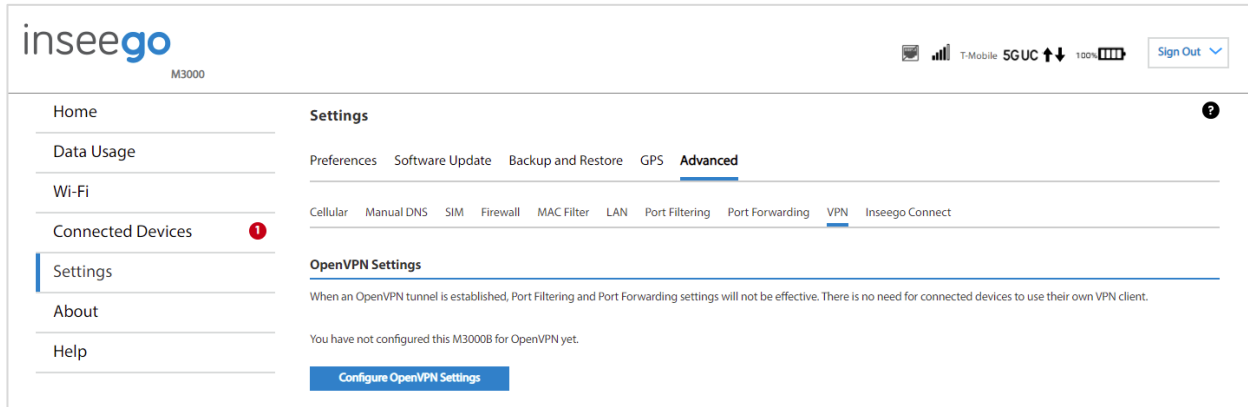 inseego
M3000
T-Mobile 5G UC 100% Sign Out
Home
Data Usage
Wi-Fi
Connected Devices 1
Settings
About
Help
Settings ?
Preferences Software Update Backup and Restore GPS Advanced
Cellular Manual DNS SIM Firewall MAC Filter LAN Port Filtering Port Forwarding VPN Inseego Connect
OpenVPN Settings
When an OpenVPN tunnel is established, Port Filtering and Port Forwarding settings will not be effective. There is no need for connected devices to use their own VPN client.
You have not configured this M3000B for OpenVPN yet.
Configure OpenVPN Settings